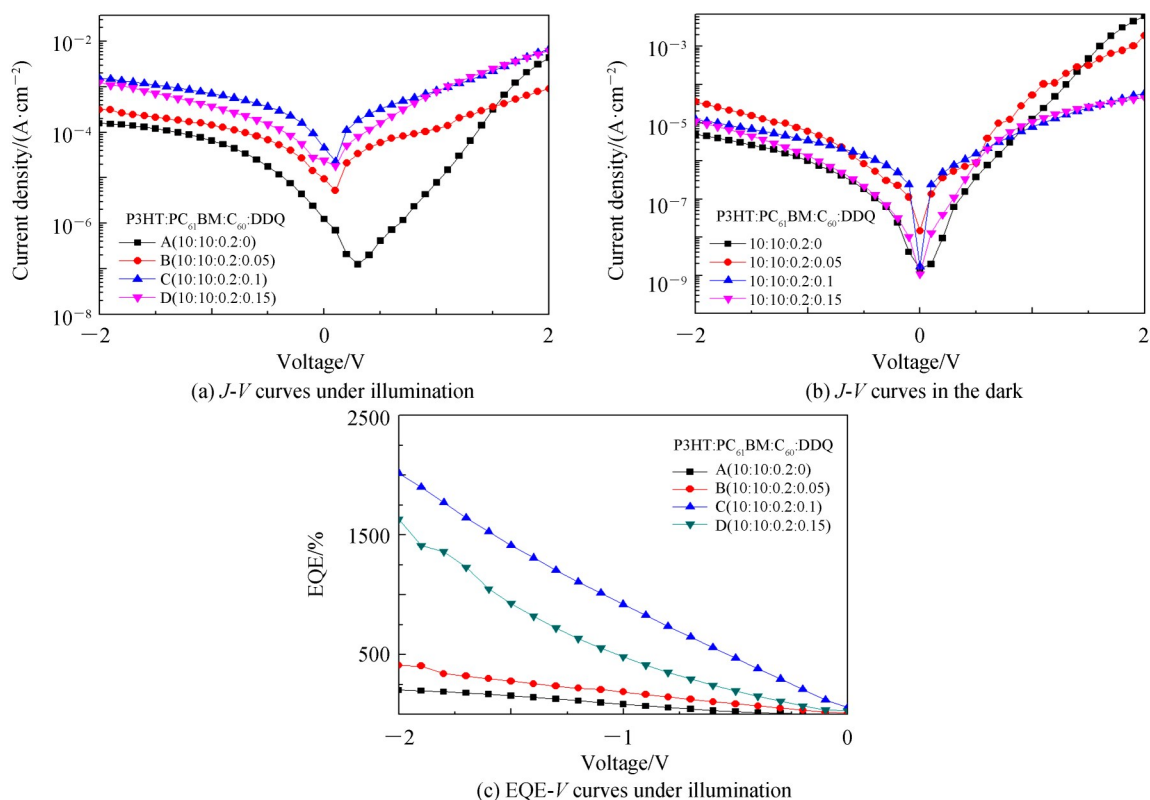 10⁻²
10⁻⁴
10⁻⁶
10⁻⁸
Current density/(A·cm⁻²)
P3HT:PC₆₁BM:C₆₀:DDQ
A(10:10:0.2:0)
B(10:10:0.2:0.05)
C(10:10:0.2:0.1)
D(10:10:0.2:0.15)
−2 0 2
Voltage/V
(a) J-V curves under illumination
10⁻³
10⁻⁵
10⁻⁷
10⁻⁹
Current density/(A·cm⁻²)
P3HT:PC₆₁BM:C₆₀:DDQ
10:10:0.2:0
10:10:0.2:0.05
10:10:0.2:0.1
10:10:0.2:0.15
−2 0 2
Voltage/V
(b) J-V curves in the dark
2500
1500
500
EQE/%
P3HT:PC₆₁BM:C₆₀:DDQ
A(10:10:0.2:0)
B(10:10:0.2:0.05)
C(10:10:0.2:0.1)
D(10:10:0.2:0.15)
−2 −1 0
Voltage/V
(c) EQE-V curves under illumination